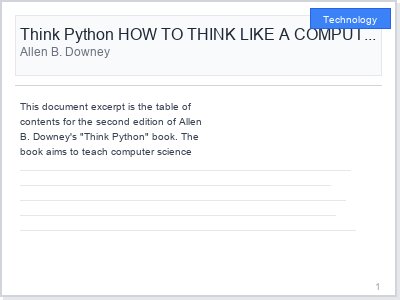 Technology
Think Python HOW TO THINK LIKE A COMPUT...
Allen B. Downey
This document excerpt is the table of
contents for the second edition of Allen
B. Downey's "Think Python" book. The
book aims to teach computer science
1